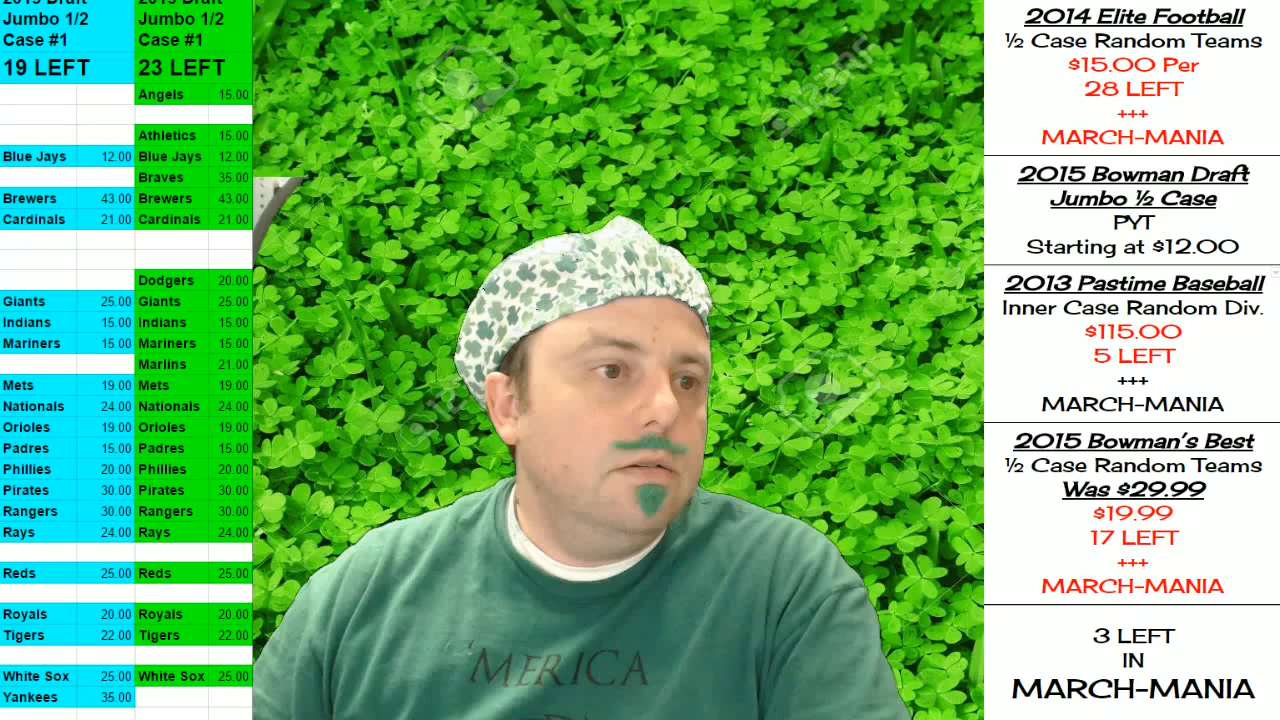 2015 Draft
Jumbo 1/2
Case #1
19 LEFT
Blue Jays 12.00
Brewers 43.00
Cardinals 21.00
Giants 25.00
Indians 15.00
Mariners 15.00
Mets 19.00
Nationals 24.00
Orioles 19.00
Padres 15.00
Phillies 20.00
Pirates 30.00
Rangers 30.00
Rays 24.00
Reds 25.00
Royals 20.00
Tigers 22.00
White Sox 25.00
Yankees 35.00
2015 Draft
Jumbo 1/2
Case #1
23 LEFT
Angels 15.00
Athletics 15.00
Blue Jays 12.00
Braves 35.00
Brewers 43.00
Cardinals 21.00
Dodgers 20.00
Giants 25.00
Indians 15.00
Mariners 15.00
Marlins 21.00
Mets 19.00
Nationals 24.00
Orioles 19.00
Padres 15.00
Phillies 20.00
Pirates 30.00
Rangers 30.00
Rays 24.00
Reds 25.00
Royals 20.00
Tigers 22.00
White Sox 25.00
123RF
'MERICA
2014 Elite Football
½ Case Random Teams
$15.00 Per
28 LEFT
+++
MARCH-MANIA
2015 Bowman Draft
Jumbo ½ Case
PYT
Starting at $12.00
2013 Pastime Baseball
Inner Case Random Div.
$115.00
5 LEFT
+++
MARCH-MANIA
2015 Bowman's Best
½ Case Random Teams
Was $29.99
$19.99
17 LEFT
+++
MARCH-MANIA
3 LEFT
IN
MARCH-MANIA